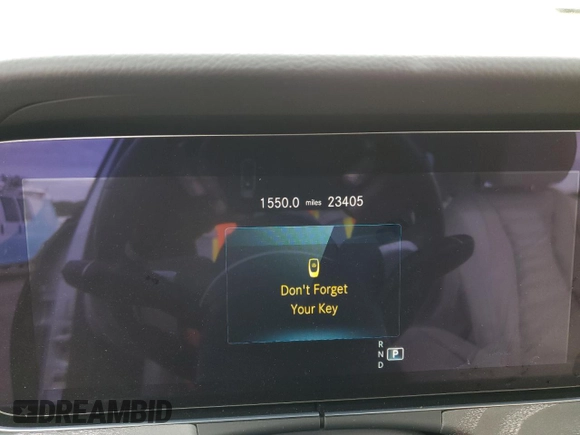 1550.0 miles 23405
Don't Forget
Your Key
R
N P
D
DREAMBID